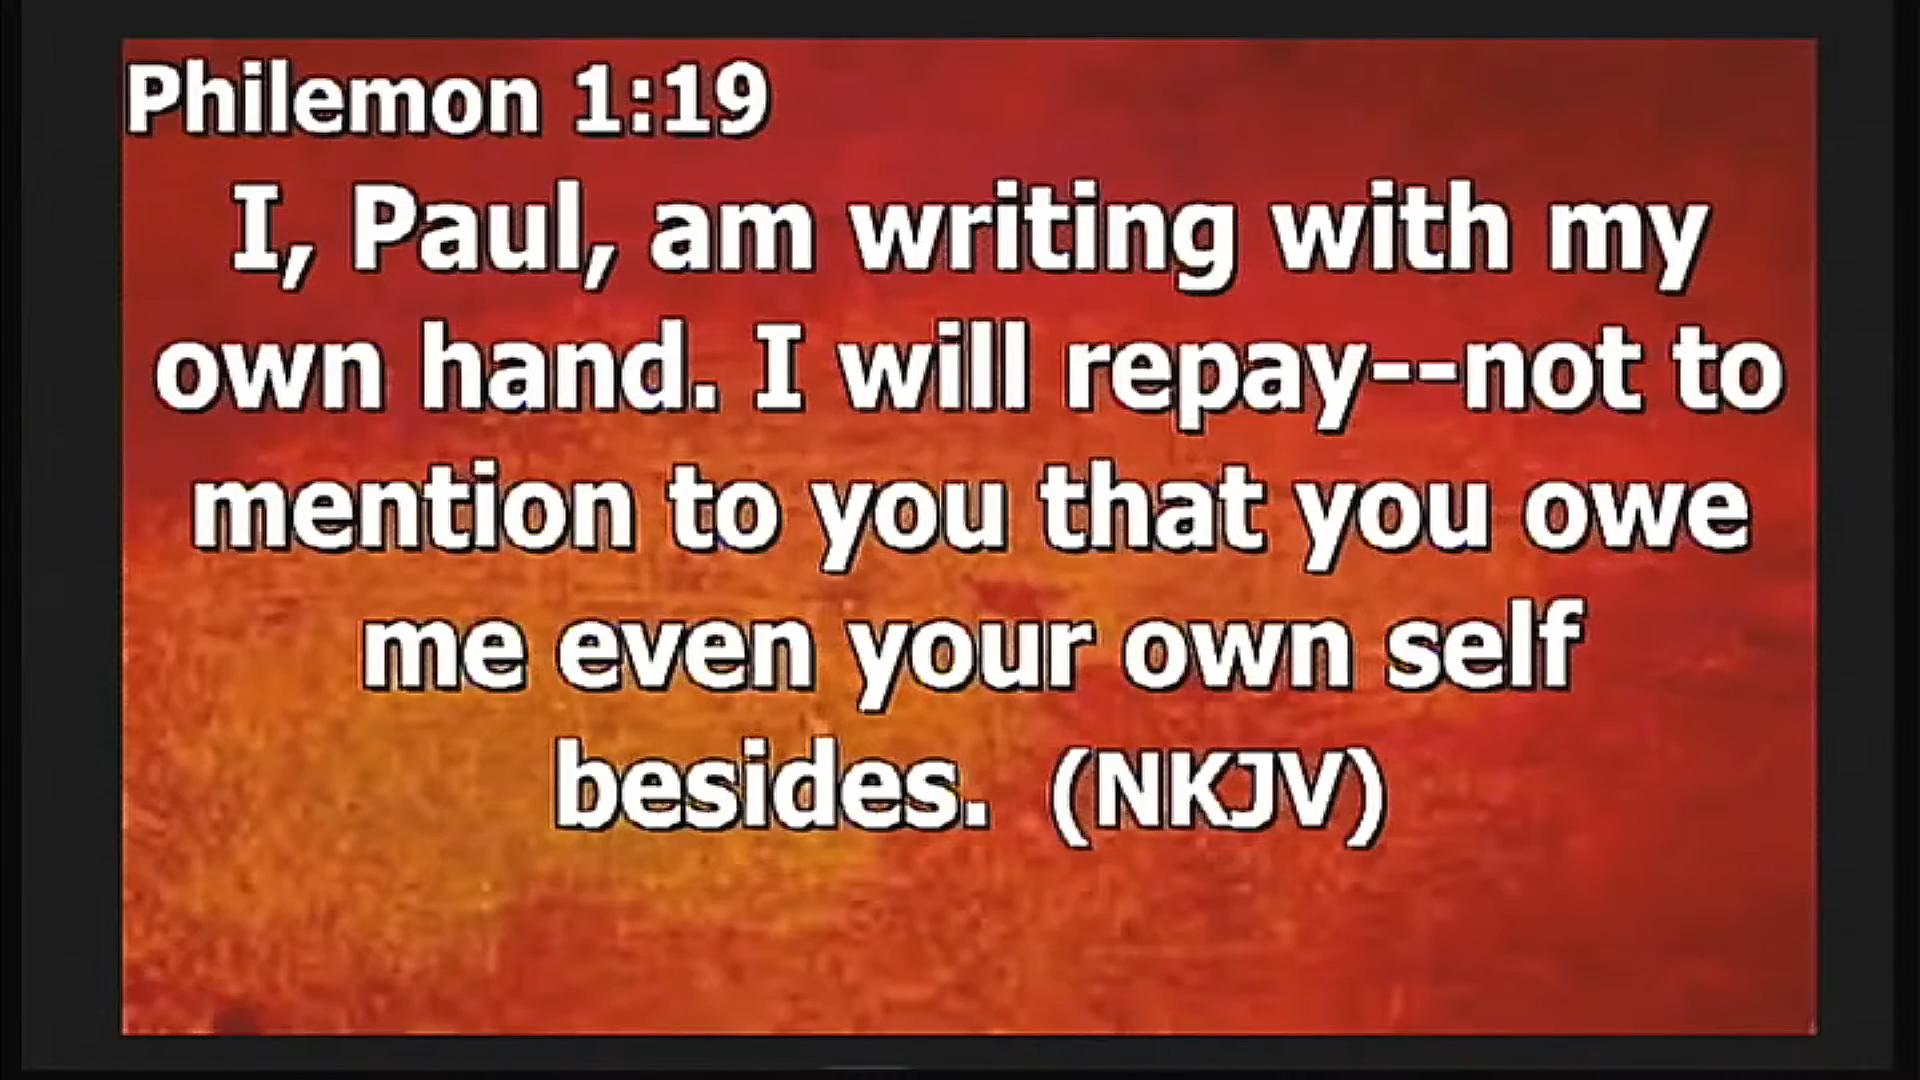 Philemon 1:19
I, Paul, am writing with my
own hand. I will repay--not to
mention to you that you owe
me even your own self
besides. (NKJV)